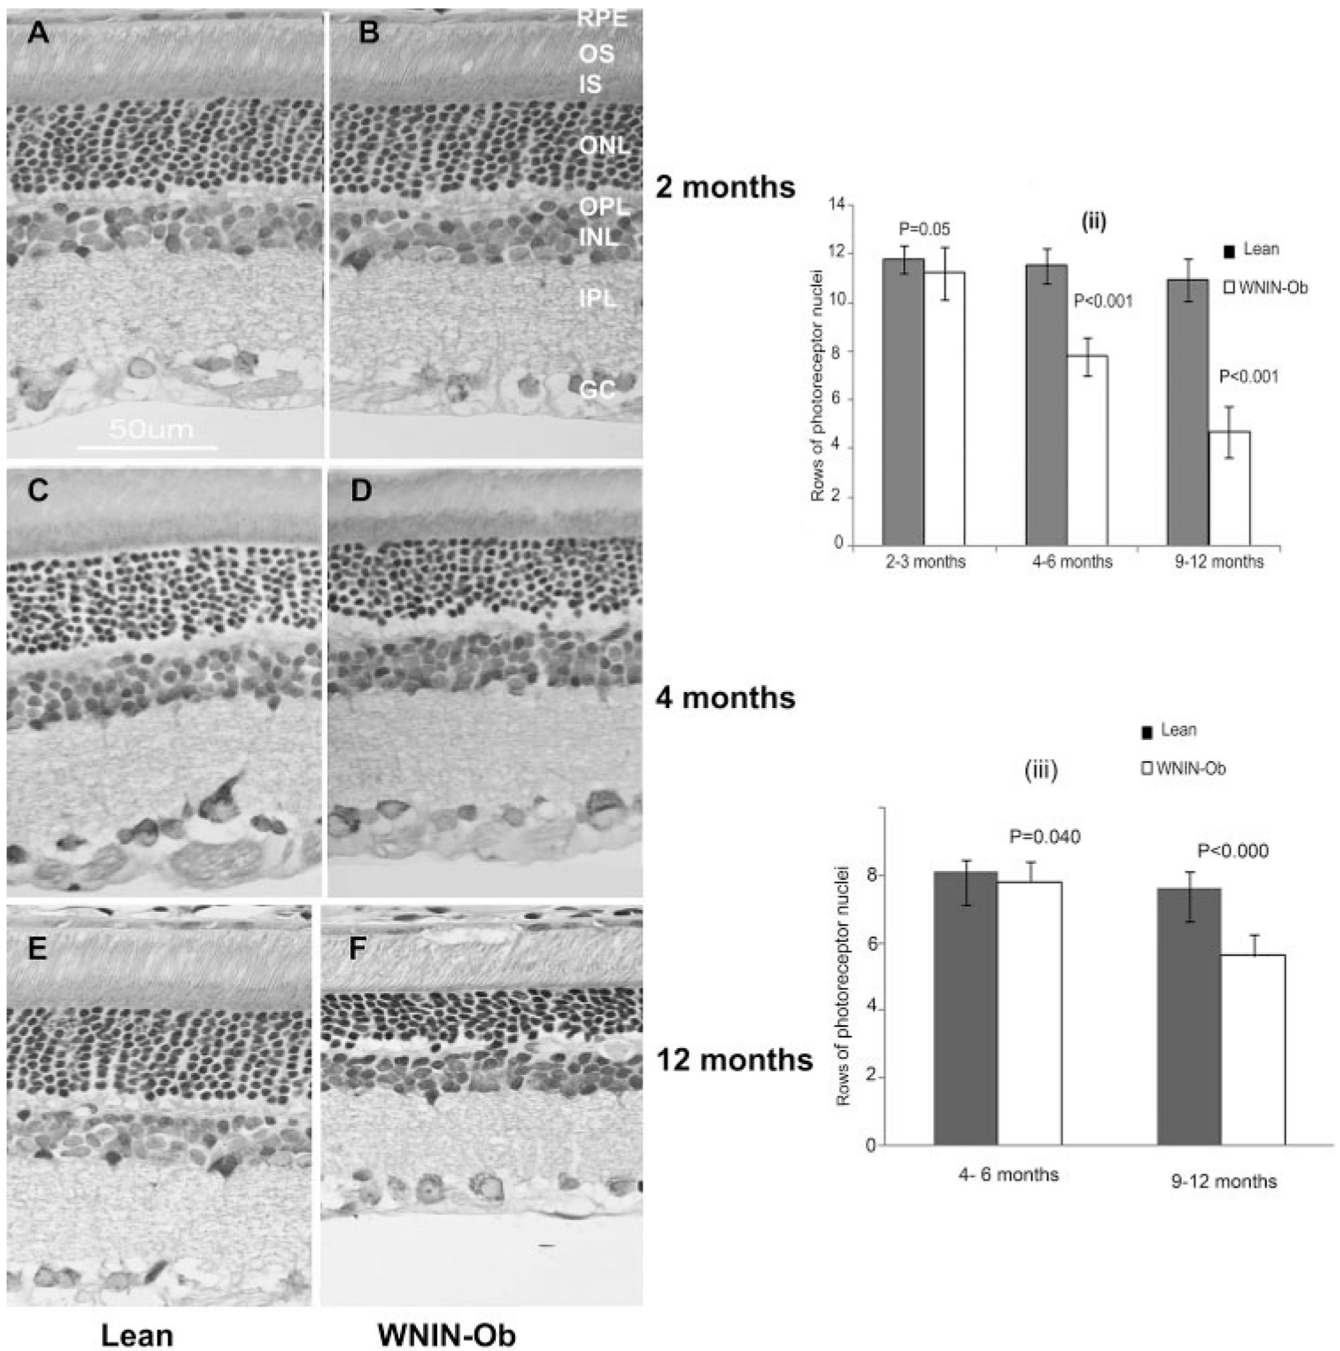 A
B
RPE
OS
IS
ONL
OPL
INL
IPL
GC
50um
C
D
E
F
Lean
WNIN-Ob
2 months
4 months
12 months
(ii)
Lean
WNIN-Ob
P=0.05
P<0.001
P<0.001
Rows of photoreceptor nuclei
14
12
10
8
6
4
2
0
2-3 months
4-6 months
9-12 months
Lean
WNIN-Ob
(iii)
P=0.040
P<0.000
Rows of photoreceptor nuclei
8
6
4
2
0
4- 6 months
9-12 months